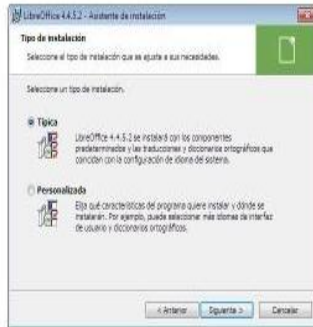 LibreOffice 4.4.5.2 - Asistente de instalación
Tipo de instalación
Seleccione el tipo de instalación que se ajuste a sus necesidades.
Seleccione un tipo de instalación.
Típica
LibreOffice 4.4.5.2 se instalará con los componentes
predeterminados y las traducciones y diccionarios ortográficos que
coincidan con la configuración de idioma del sistema.
Personalizada
Elija qué características del programa quiere instalar y dónde se
instalarán. Por ejemplo, puede seleccionar más idiomas de interfaz
de usuario y diccionarios ortográficos.
< Anterior
Siguiente >
Cancelar